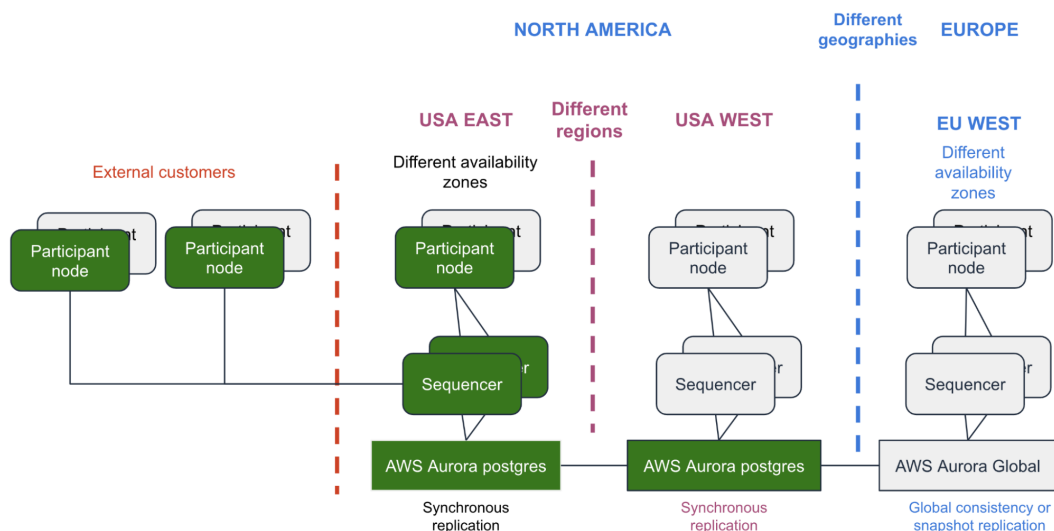 NORTH AMERICA
Different
geographies
EUROPE
USA EAST
Different
regions
USA WEST
EU WEST
External customers
Different availability
zones
Different
availability
zones
Participant
node
Participant
node
Participant
node
Participant
node
Participant
node
Sequencer
Sequencer
Sequencer
AWS Aurora postgres
AWS Aurora postgres
AWS Aurora Global
Synchronous
replication
Synchronous
replication
Global consistency or
snapshot replication